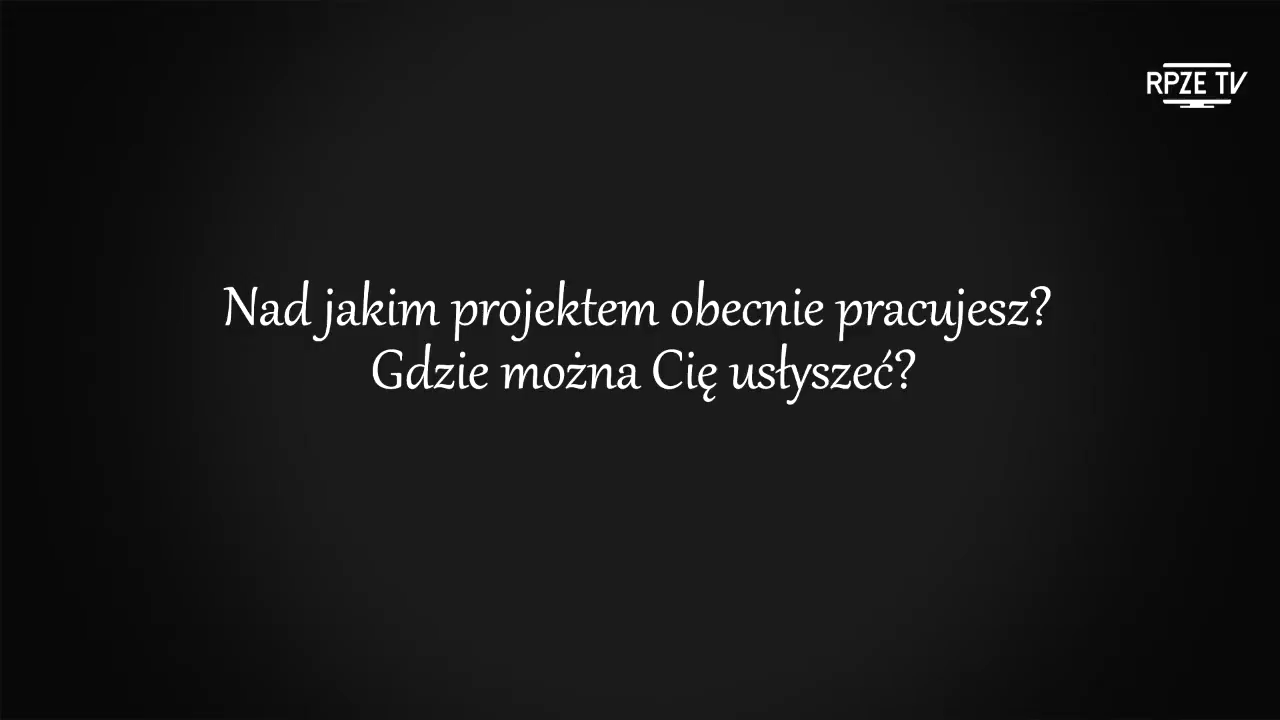 RPZE TV
Nad jakim projektem obecnie pracujesz?
Gdzie można Cię usłyszeć?